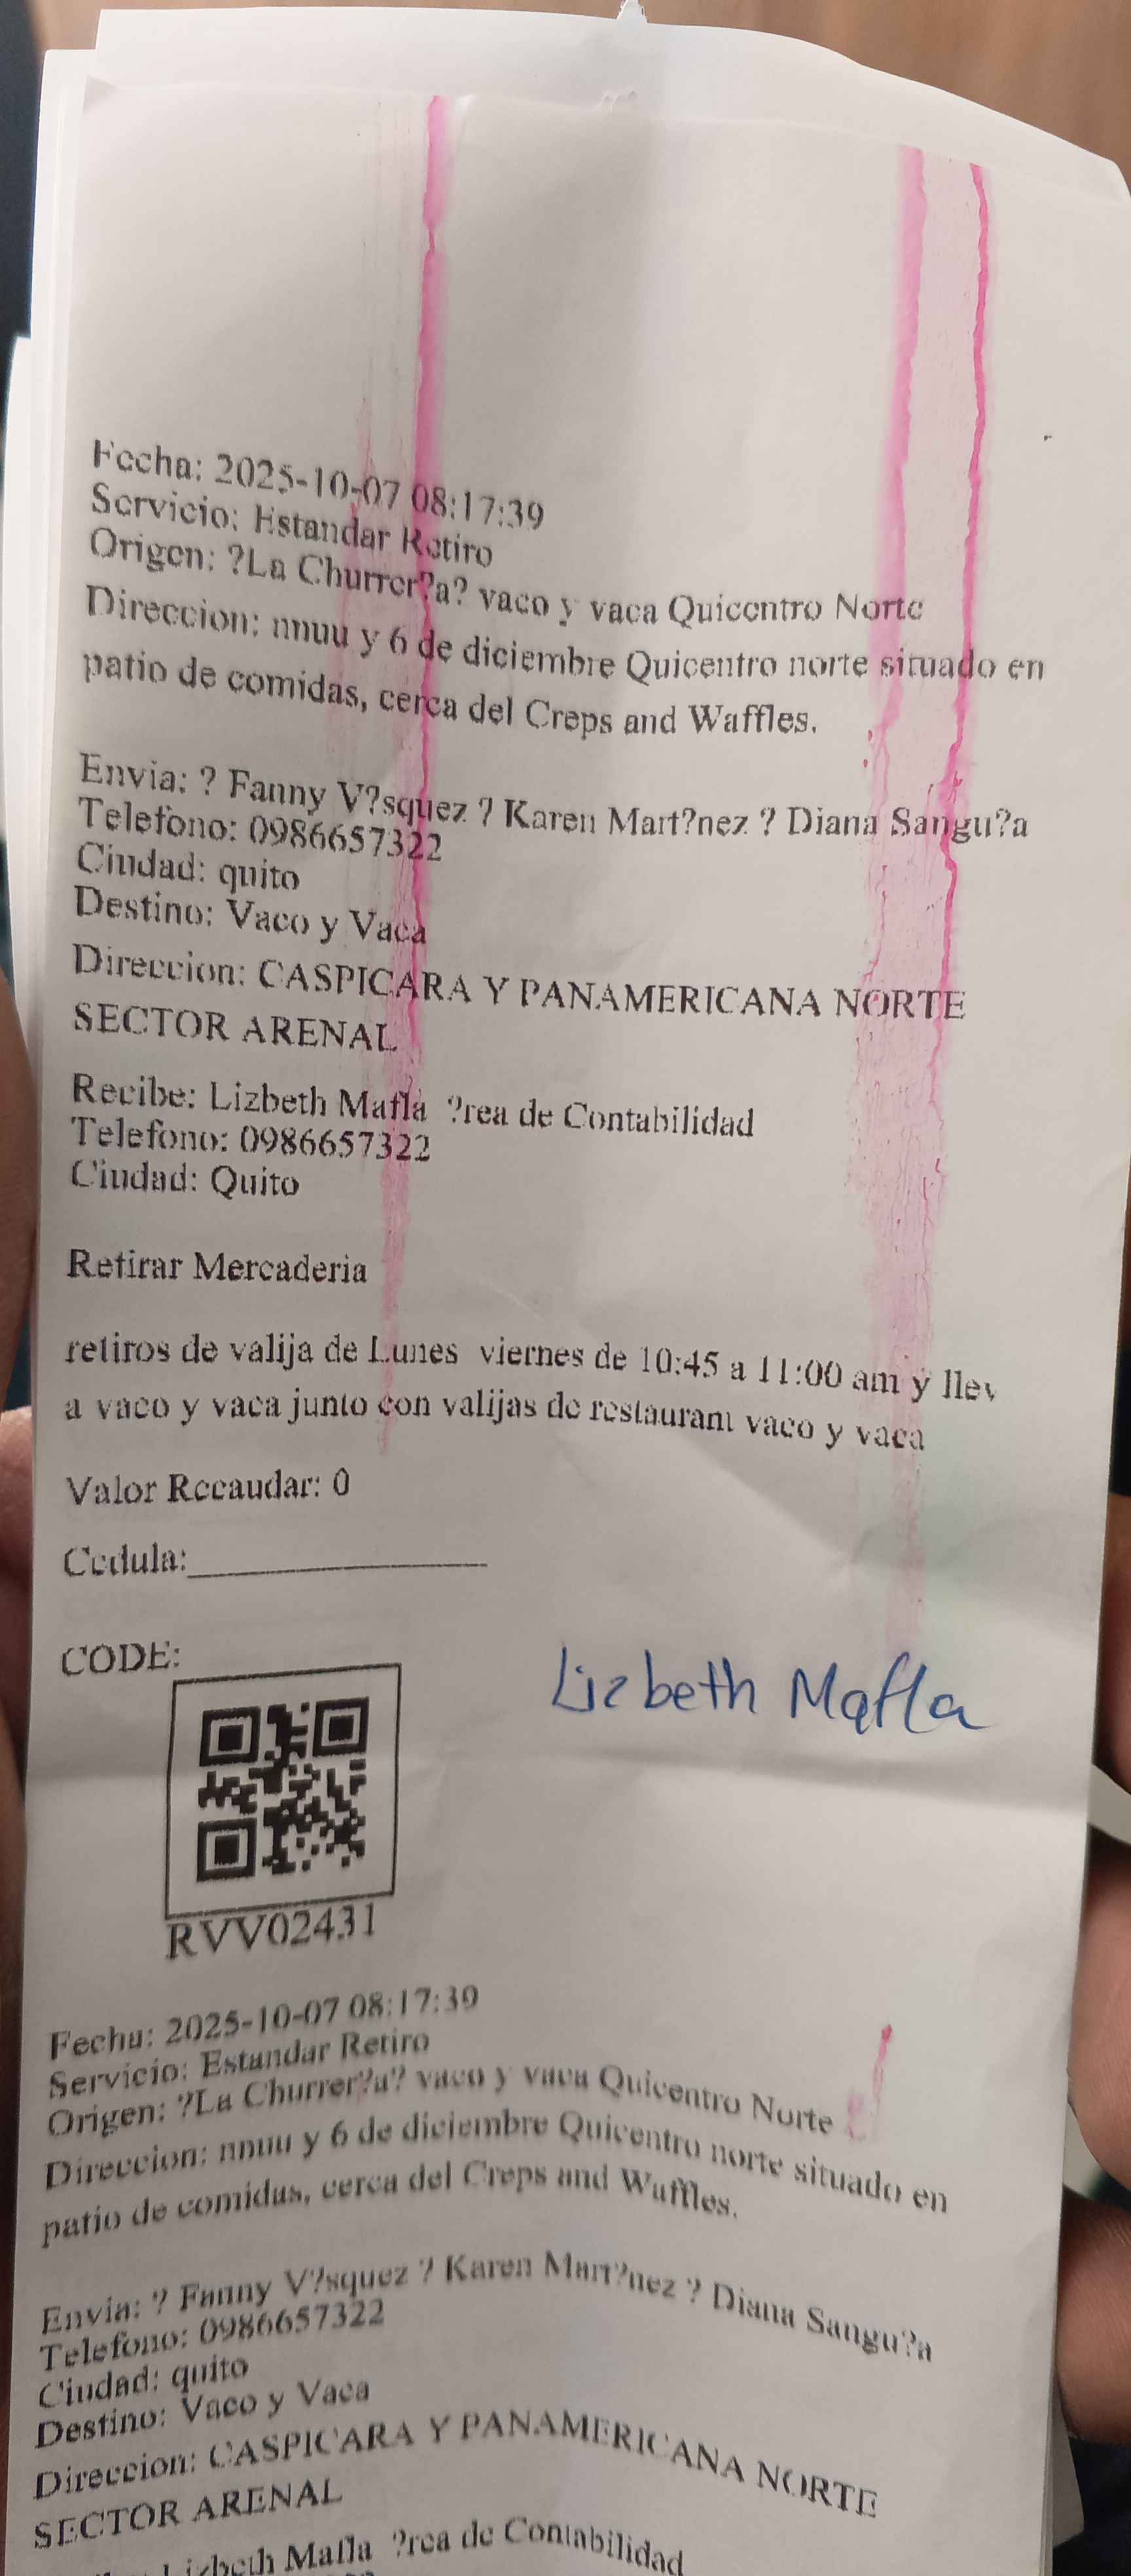 Fecha: 2025-10-07 08:17:39
Servicio: Estandar Retiro
Origen: ?La Churrer?a? vaco y vaca Quicentro Norte
Direccion: nnuu y 6 de diciembre Quicentro norte situado en
patio de comidas, cerca del Creps and Waffles.
Envia: ? Fanny V?squez ? Karen Mart?nez ? Diana Sangu?a
Telefono: 0986657322
Ciudad: quito
Destino: Vaco y Vaca
Direccion: CASPICARA Y PANAMERICANA NORTE
SECTOR ARENAL
Recibe: Lizbeth Mafla ?rea de Contabilidad
Telefono: 0986657322
Ciudad: Quito
Retirar Mercaderia
retiros de valija de Lunes viernes de 10:45 a 11:00 am y llev
a vaco y vaca junto con valijas de restaurant vaco y vaca
Valor Recaudar: 0
Cedula:_______________
CODE:
Lizbeth Mafla
RVV02431
Fecha: 2025-10-07 08:17:39
Servicio: Estandar Retiro
Origen: ?La Churrer?a? vaco y vaca Quicentro Norte
Direccion: nnuu y 6 de diciembre Quicentro norte situado en
patio de comidas, cerca del Creps and Waffles.
Envia: ? Fanny V?squez ? Karen Mart?nez ? Diana Sangu?a
Telefono: 0986657322
Ciudad: quito
Destino: Vaco y Vaca
Direccion: CASPICARA Y PANAMERICANA NORTE
SECTOR ARENAL
Lizbeth Mafla ?rea de Contabilidad